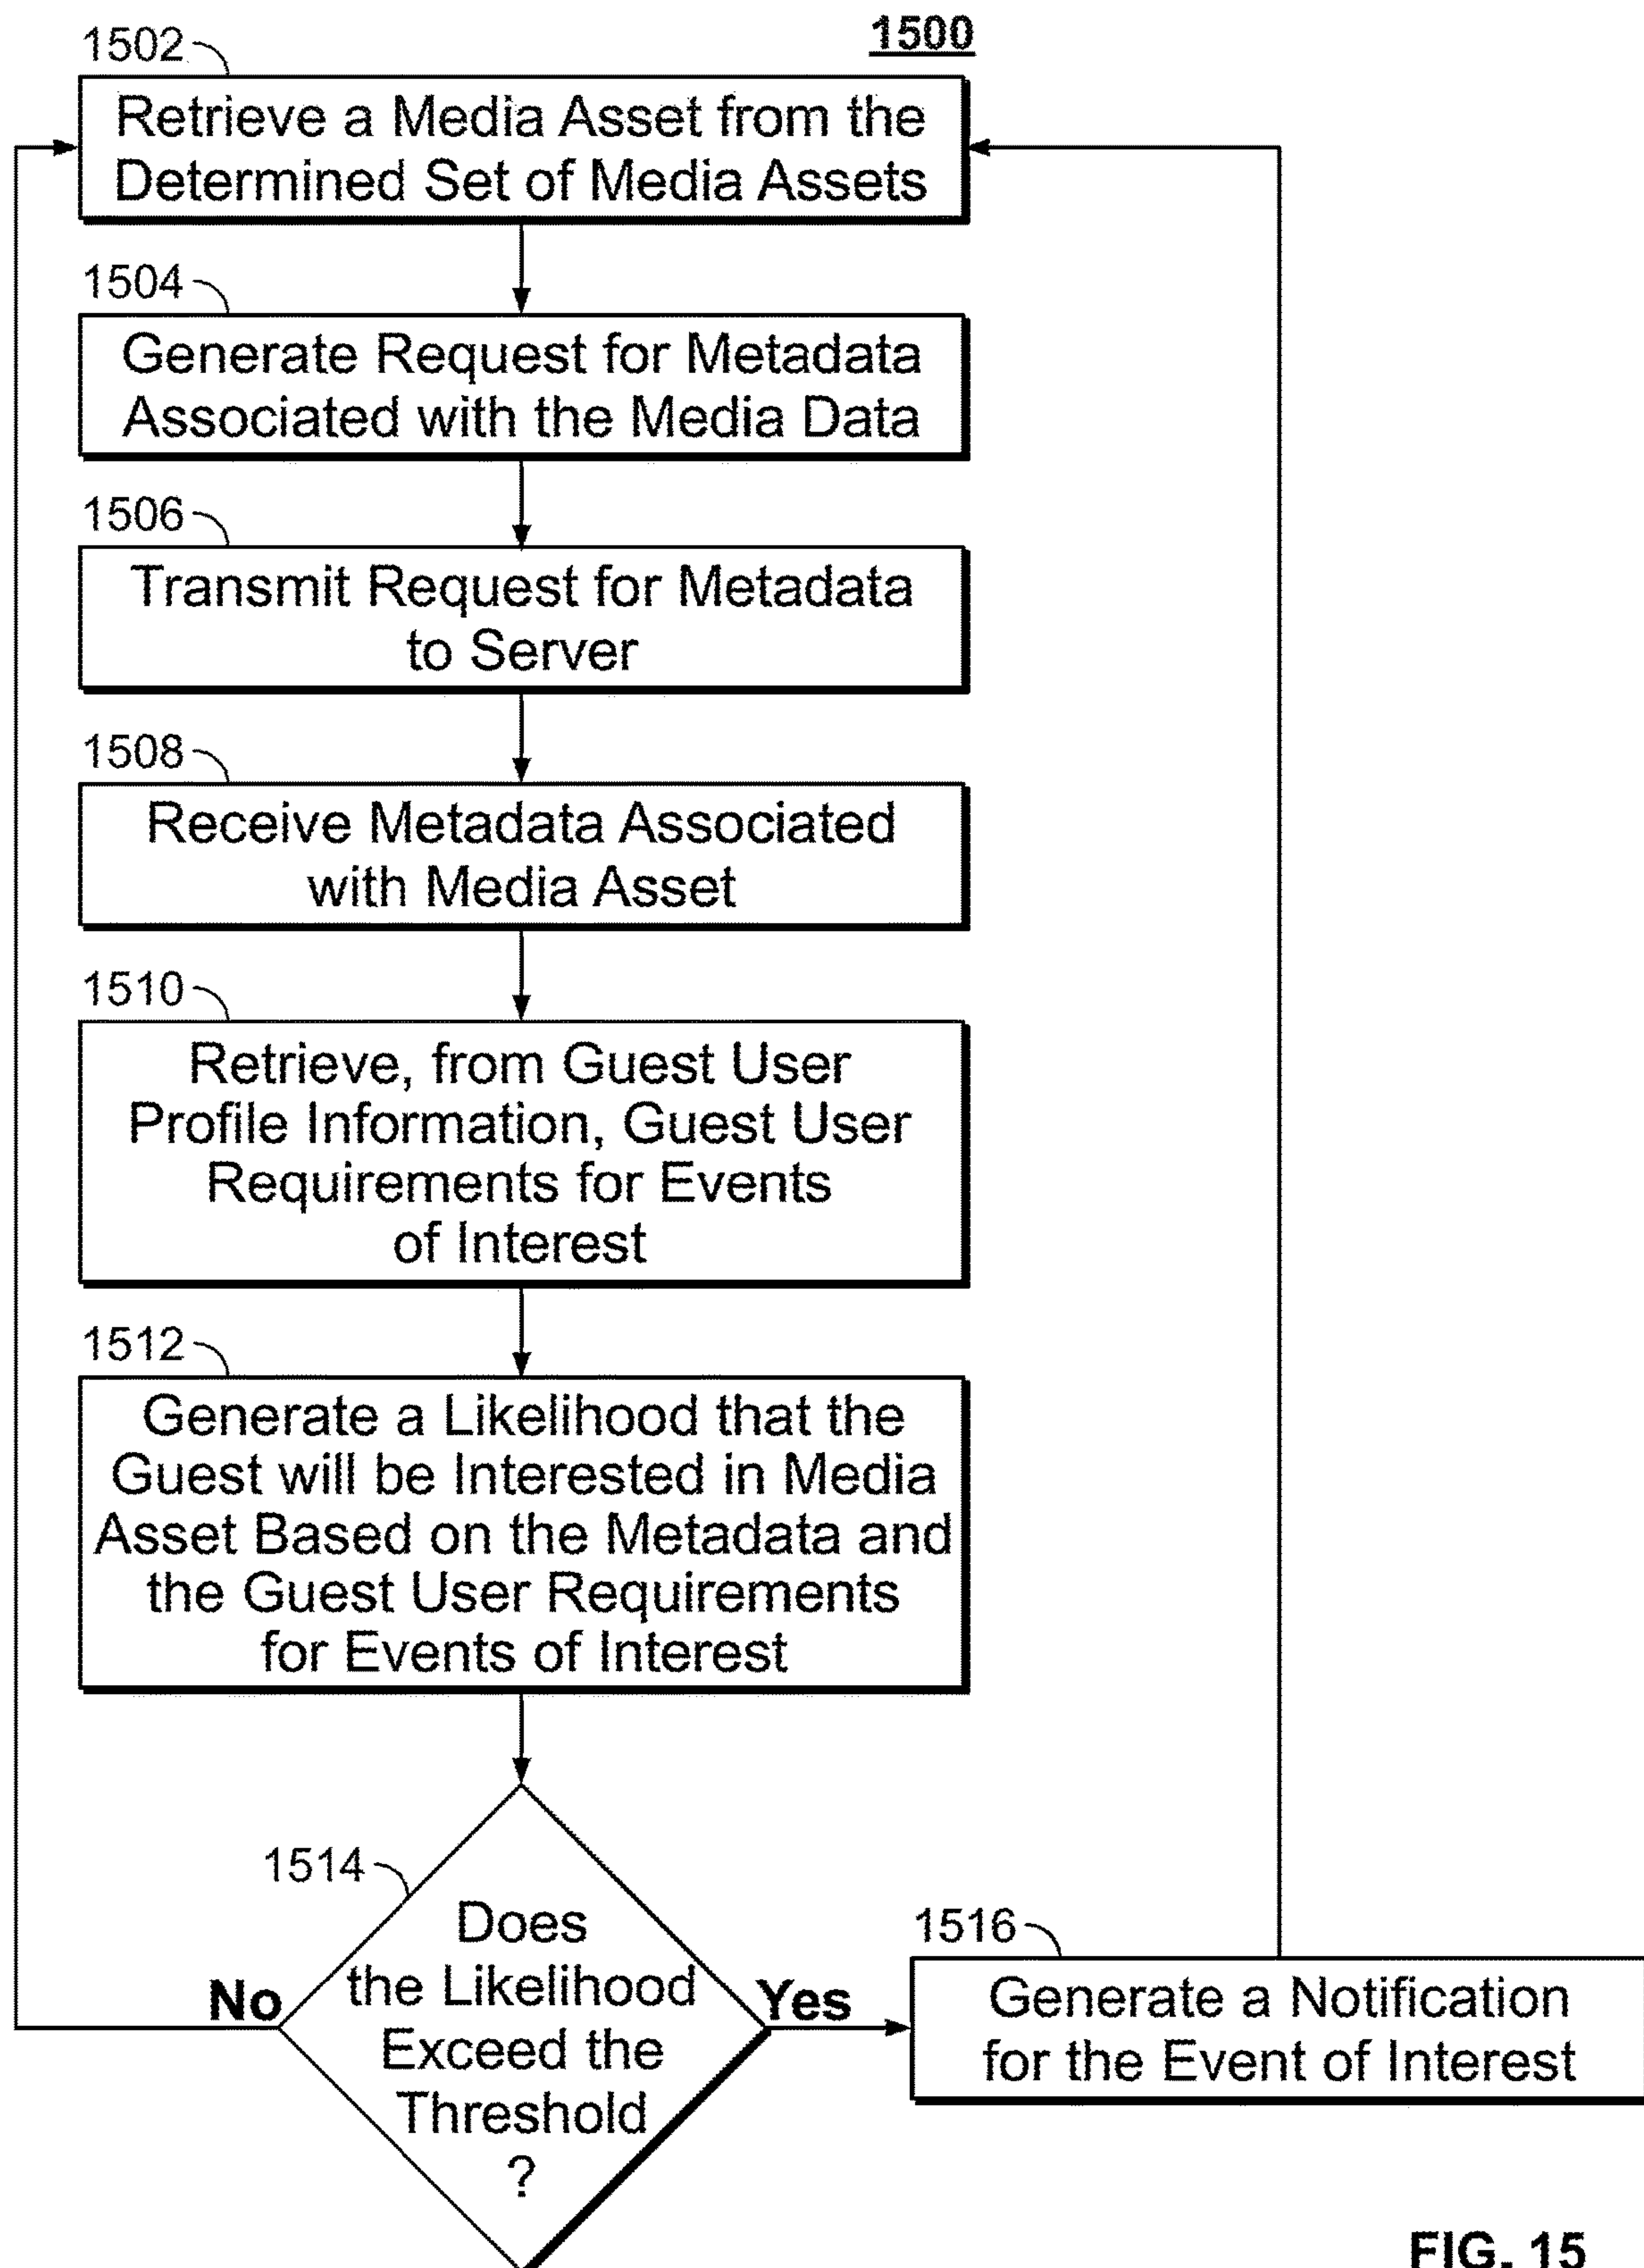 1500
1502
Retrieve a Media Asset from the
Determined Set of Media Assets
1504
Generate Request for Metadata
Associated with the Media Data
1506
Transmit Request for Metadata
to Server
1508
Receive Metadata Associated
with Media Asset
1510
Retrieve, from Guest User
Profile Information, Guest User
Requirements for Events
of Interest
1512
Generate a Likelihood that the
Guest will be Interested in Media
Asset Based on the Metadata and
the Guest User Requirements
for Events of Interest
1514
Does
the Likelihood
Exceed the
Threshold
?
No
Yes
1516
Generate a Notification
for the Event of Interest
FIG. 15